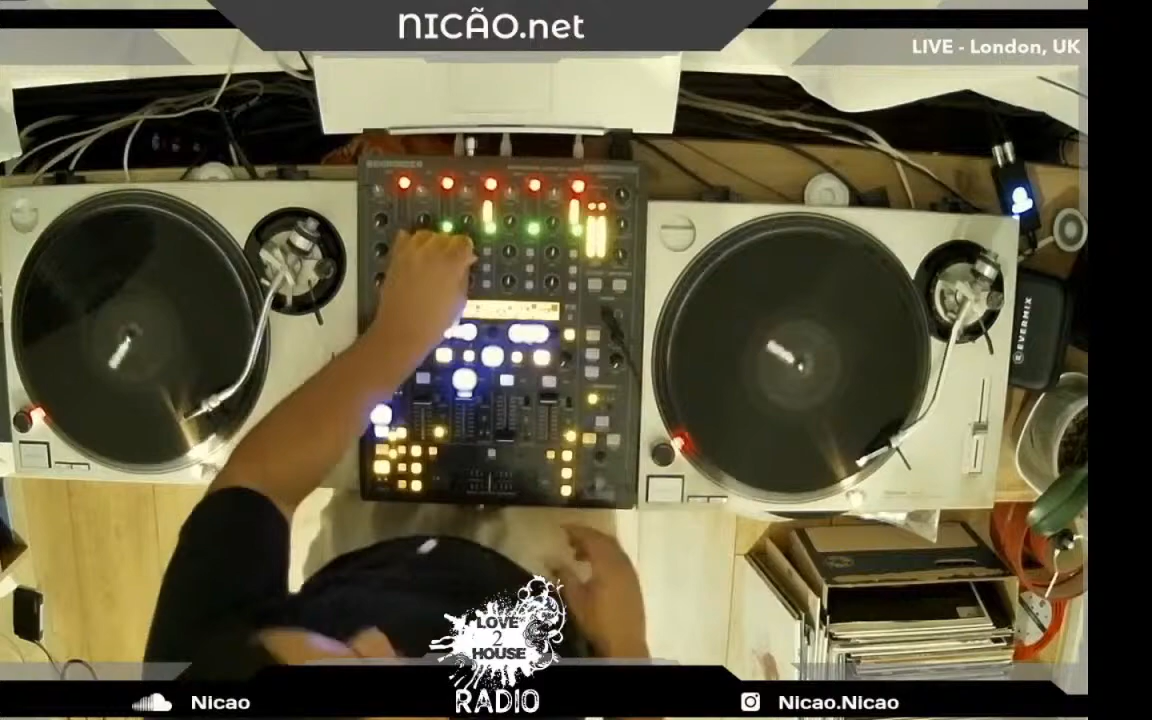 NICÃO.net
LIVE - London, UK
EVERMIX
LOVE
2
HOUSE
RADIO
Nicao
Nicao.Nicao